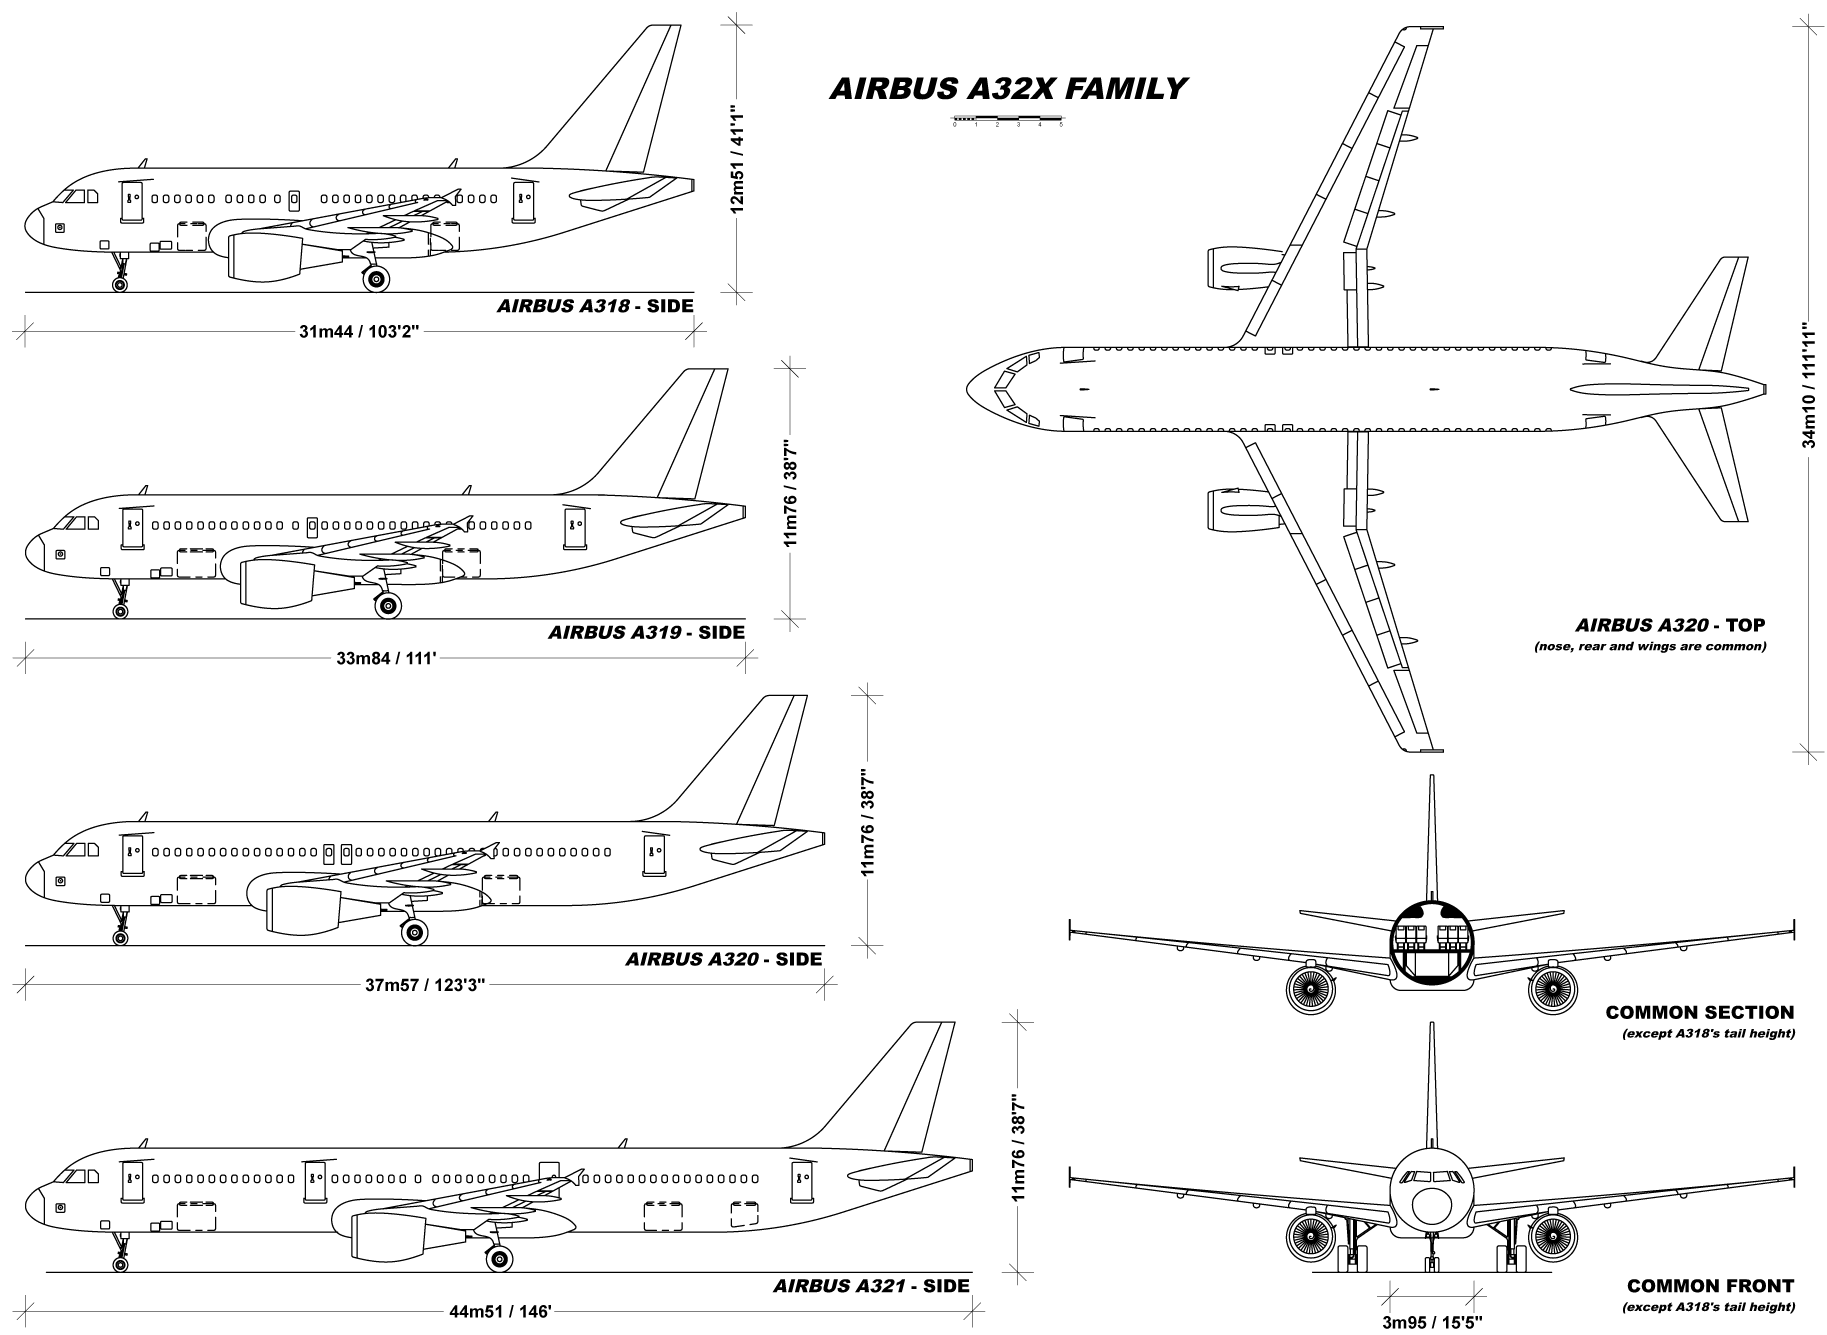 AIRBUS A32X FAMILY
0 1 2 3 4 5
12m51 / 41'1"
AIRBUS A318 - SIDE
31m44 / 103'2"
11m76 / 38'7"
AIRBUS A319 - SIDE
33m84 / 111'
11m76 / 38'7"
AIRBUS A320 - SIDE
37m57 / 123'3"
11m76 / 38'7"
AIRBUS A321 - SIDE
44m51 / 146'
34m10 / 111'11"
AIRBUS A320 - TOP
(nose, rear and wings are common)
COMMON SECTION
(except A318's tail height)
COMMON FRONT
(except A318's tail height)
3m95 / 15'5"